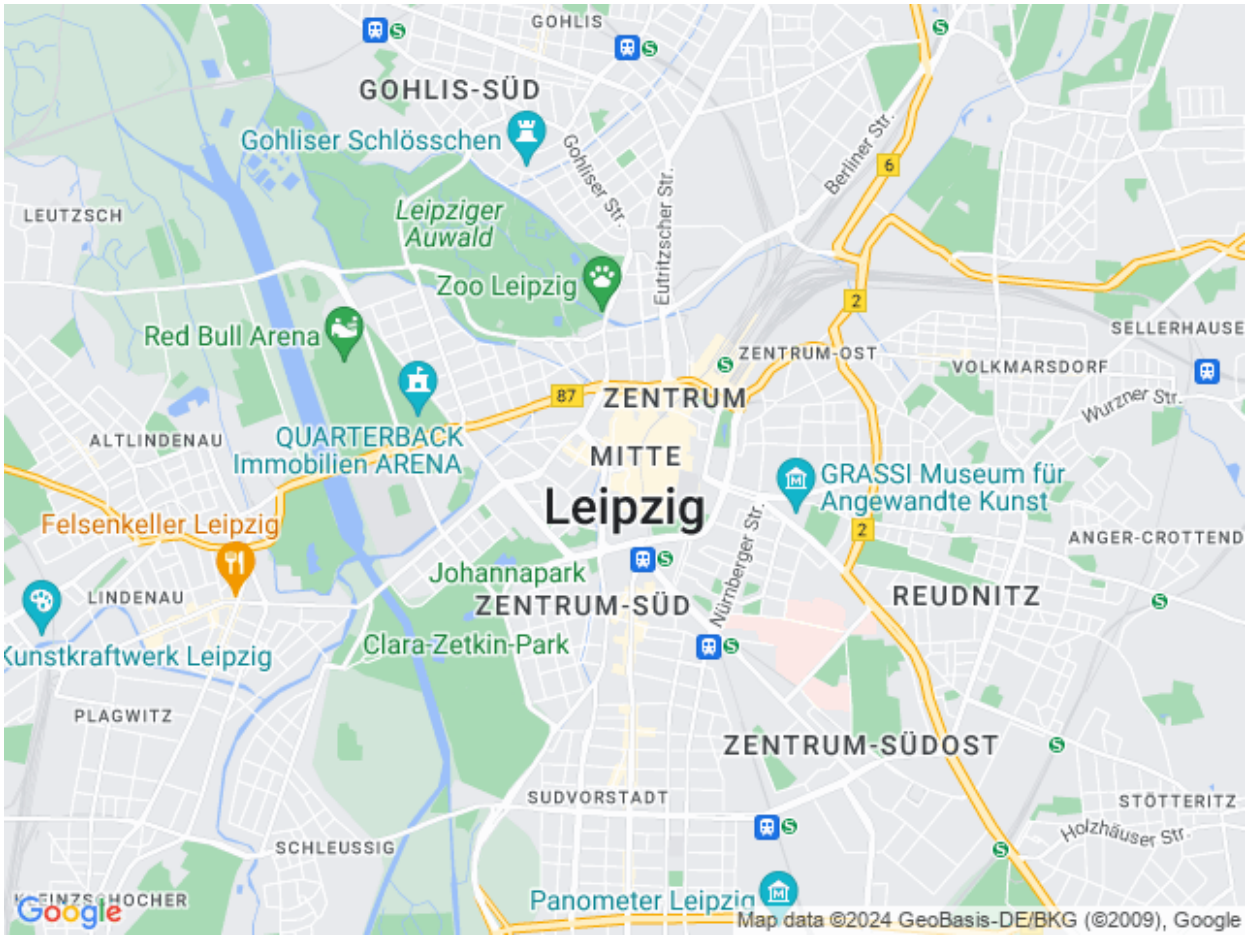 GOHLIS
S
S
S
GOHLIS-SÜD
Gohliser Schlösschen
Gohliser Str.
Berliner Str.
6
LEUTZSCH
Leipziger
Auwald
Eutritzscher Str.
Zoo Leipzig
2
Red Bull Arena
SELLERHAUSE
ZENTRUM-OST
S
VOLKMARSDORF
87
ZENTRUM
Wurzner Str.
ALTLINDENAU
QUARTERBACK
Immobilien ARENA
MITTE
GRASSI Museum für
Angewandte Kunst
Leipzig
Felsenkeller Leipzig
2
Nürnberger Str.
ANGER-CROTTEND
S
Johannapark
LINDENAU
ZENTRUM-SÜD
REUDNITZ
S
Clara-Zetkin-Park
S
Kunstkraftwerk Leipzig
PLAGWITZ
ZENTRUM-SÜDOST
S
SUDVORSTADT
STÖTTERITZ
S
Holzhäuser Str.
SCHLEUSSIG
S
KLEINZSCHOCHER
Panometer Leipzig
Google
Map data ©2024 GeoBasis-DE/BKG (©2009), Google